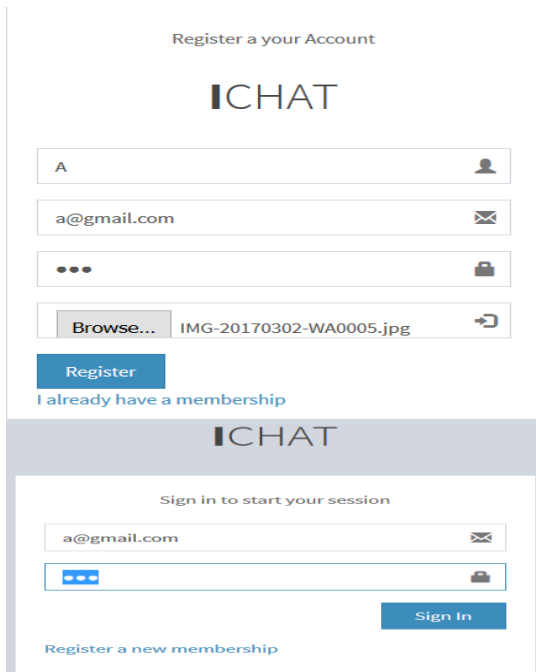 Register a your Account
ICHAT
A
a@gmail.com
●●●
Browse... IMG-20170302-WA0005.jpg
Register
I already have a membership
ICHAT
Sign in to start your session
a@gmail.com
●●●
Sign In
Register a new membership